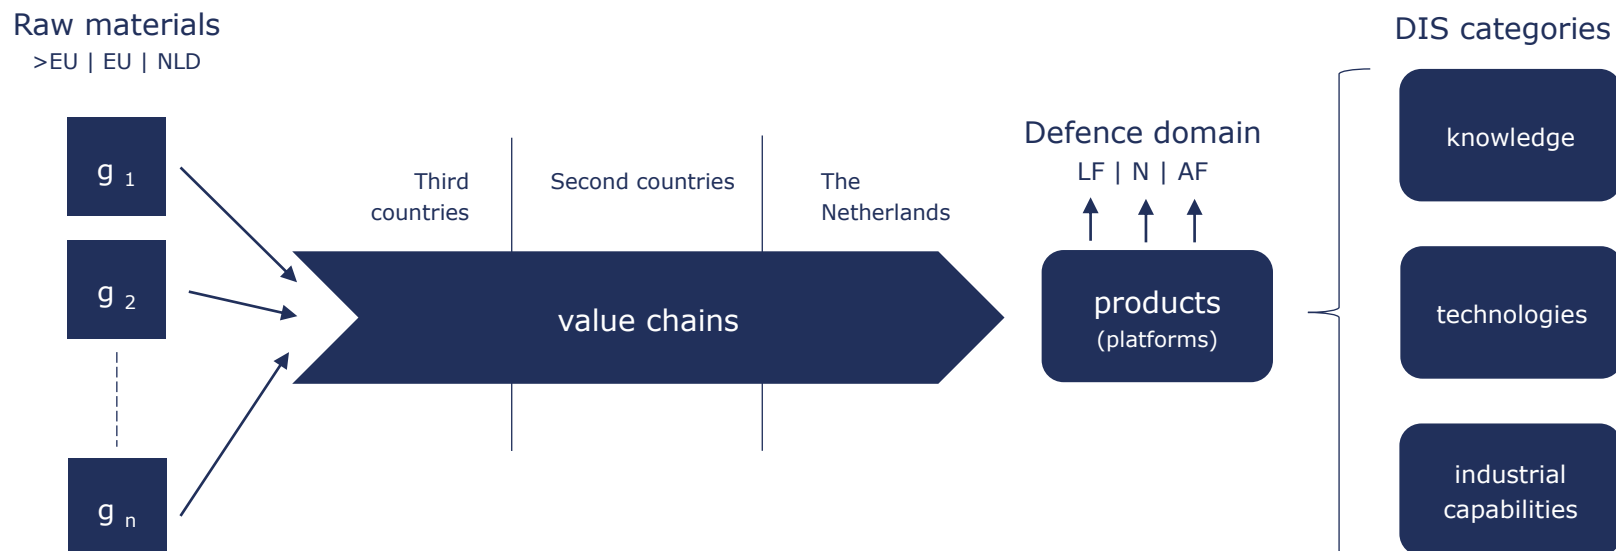 Raw materials
>EU | EU | NLD
g 1
g 2
g n
Third
countries
Second countries
The
Netherlands
value chains
Defence domain
LF | N | AF
products
(platforms)
DIS categories
knowledge
technologies
industrial
capabilities